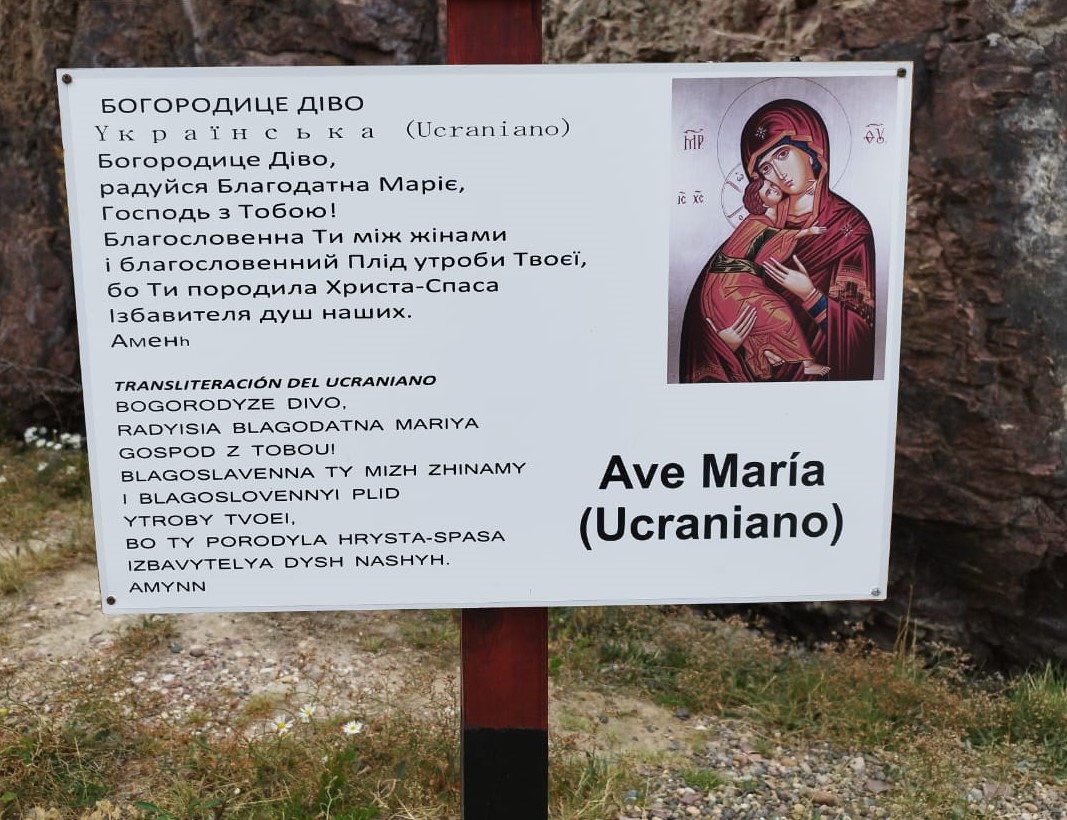 БОГОРОДИЦЕ ДІВО
Українська (Ucraniano)
Богородице Діво,
радуйся Благодатна Маріє,
Господь з Тобою!
Благословенна Ти між жінами
і благословенний Плід утроби Твоєї,
бо Ти породила Христа-Спаса
Ізбавителя душ наших.
Аменһ
TRANSLITERACIÓN DEL UCRANIANO
BOGORODYZE DIVO,
RADYISIA BLAGODATNA MARIYA
GOSPOD Z TOBOU!
BLAGOSLAVENNA TY MIZH ZHINAMY
I BLAGOSLOVENNYI PLID
YTROBY TVOEI,
BO TY PORODYLA HRYSTA-SPASA
IZBAVYTELYA DYSH NASHYH.
AMYNN
М҃Р Ѳ҃Ѵ
І҃С Х҃С
Ave María
(Ucraniano)